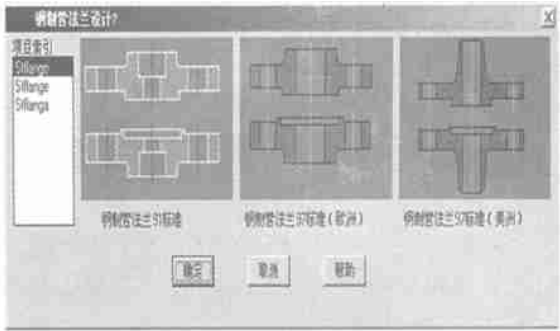 钢制管法兰设计?
项目索引
Stflange
Stflanga
钢制管法兰91标准
钢制管法兰97标准(欧洲)
钢制管法兰97标准(美洲)
确定
取消
帮助